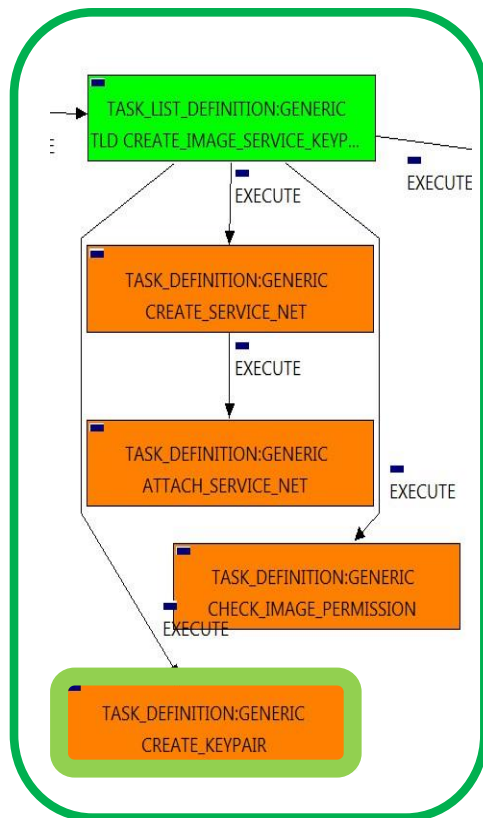 TASK_LIST_DEFINITION:GENERIC
TLD CREATE_IMAGE_SERVICE_KEYP...
E
EXECUTE
EXECUTE
TASK_DEFINITION:GENERIC
CREATE_SERVICE_NET
EXECUTE
TASK_DEFINITION:GENERIC
ATTACH_SERVICE_NET
EXECUTE
TASK_DEFINITION:GENERIC
CHECK_IMAGE_PERMISSION
EXECUTE
TASK_DEFINITION:GENERIC
CREATE_KEYPAIR